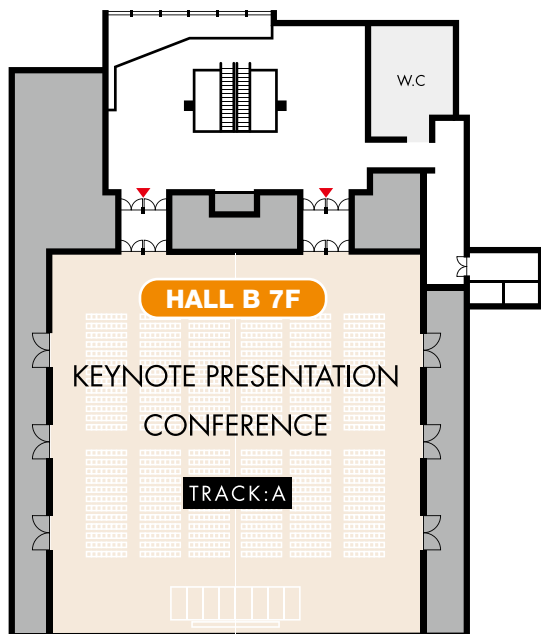 W.C
HALL B 7F
KEYNOTE PRESENTATION
CONFERENCE
TRACK:A